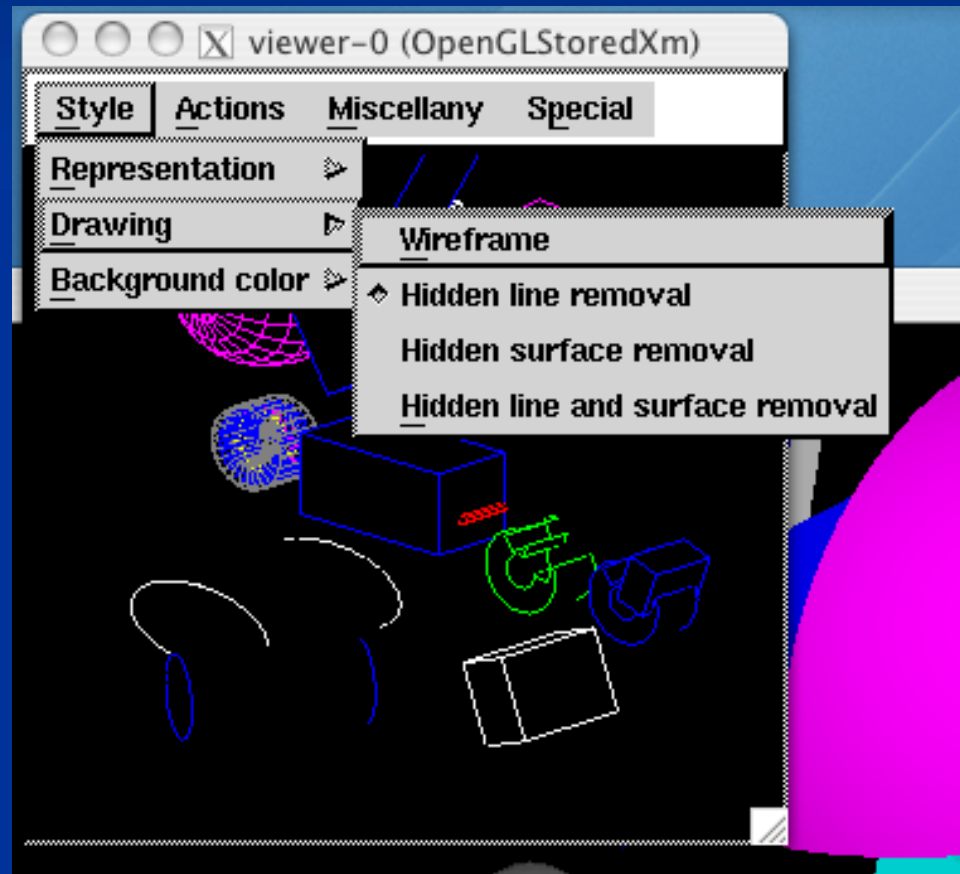 viewer-0 (OpenGLStoredXm)
Style Actions Miscellany Special
Representation
Drawing
Background color
Wireframe
Hidden line removal
Hidden surface removal
Hidden line and surface removal